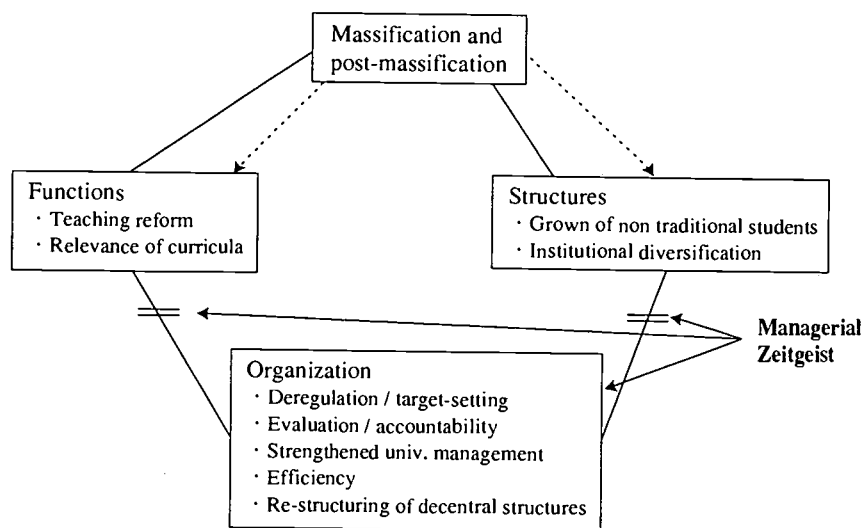 Massification and
post-massification
Functions
· Teaching reform
· Relevance of curricula
Structures
· Grown of non traditional students
· Institutional diversification
Managerial
Zeitgeist
Organization
· Deregulation / target-setting
· Evaluation / accountability
· Strengthened univ. management
· Efficiency
· Re-structuring of decentral structures